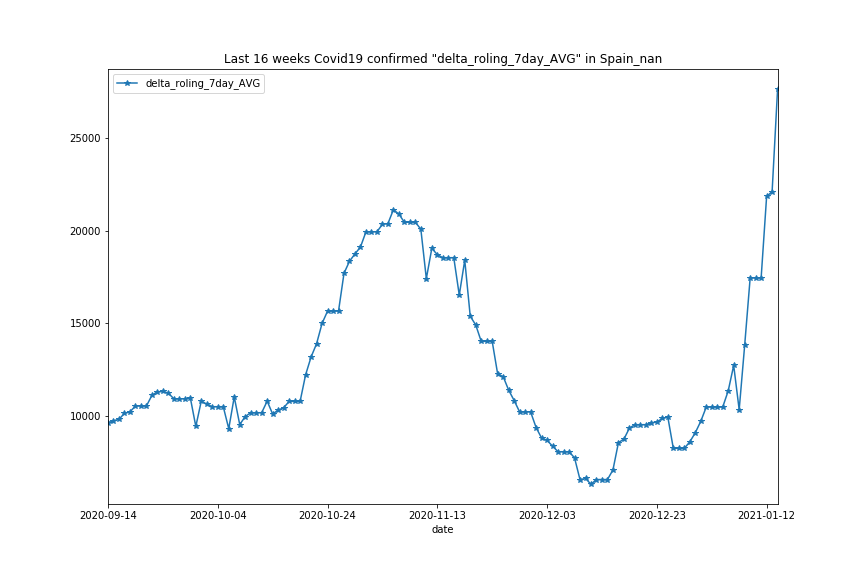 Last 16 weeks Covid19 confirmed "delta_roling_7day_AVG" in Spain_nan
delta_roling_7day_AVG
25000
20000
15000
10000
2020-09-14 2020-10-04 2020-10-24 2020-11-13 2020-12-03 2020-12-23 2021-01-12
date